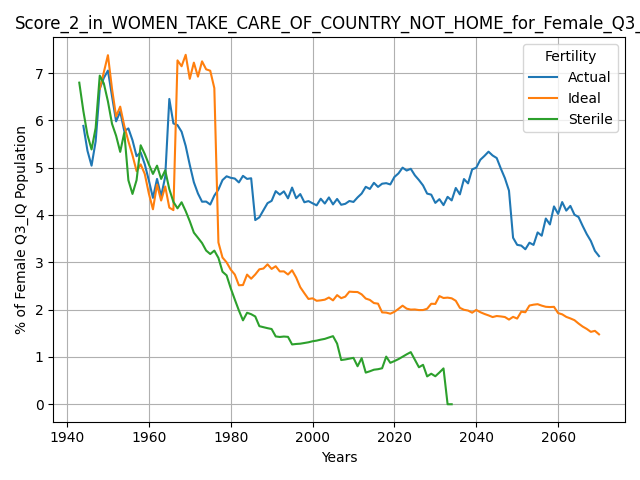 Score_2_in_WOMEN_TAKE_CARE_OF_COUNTRY_NOT_HOME_for_Female_Q3_
Fertility
Actual
Ideal
Sterile
% of Female Q3_IQ Population
7
6
5
4
3
2
1
0
1940 1960 1980 2000 2020 2040 2060
Years